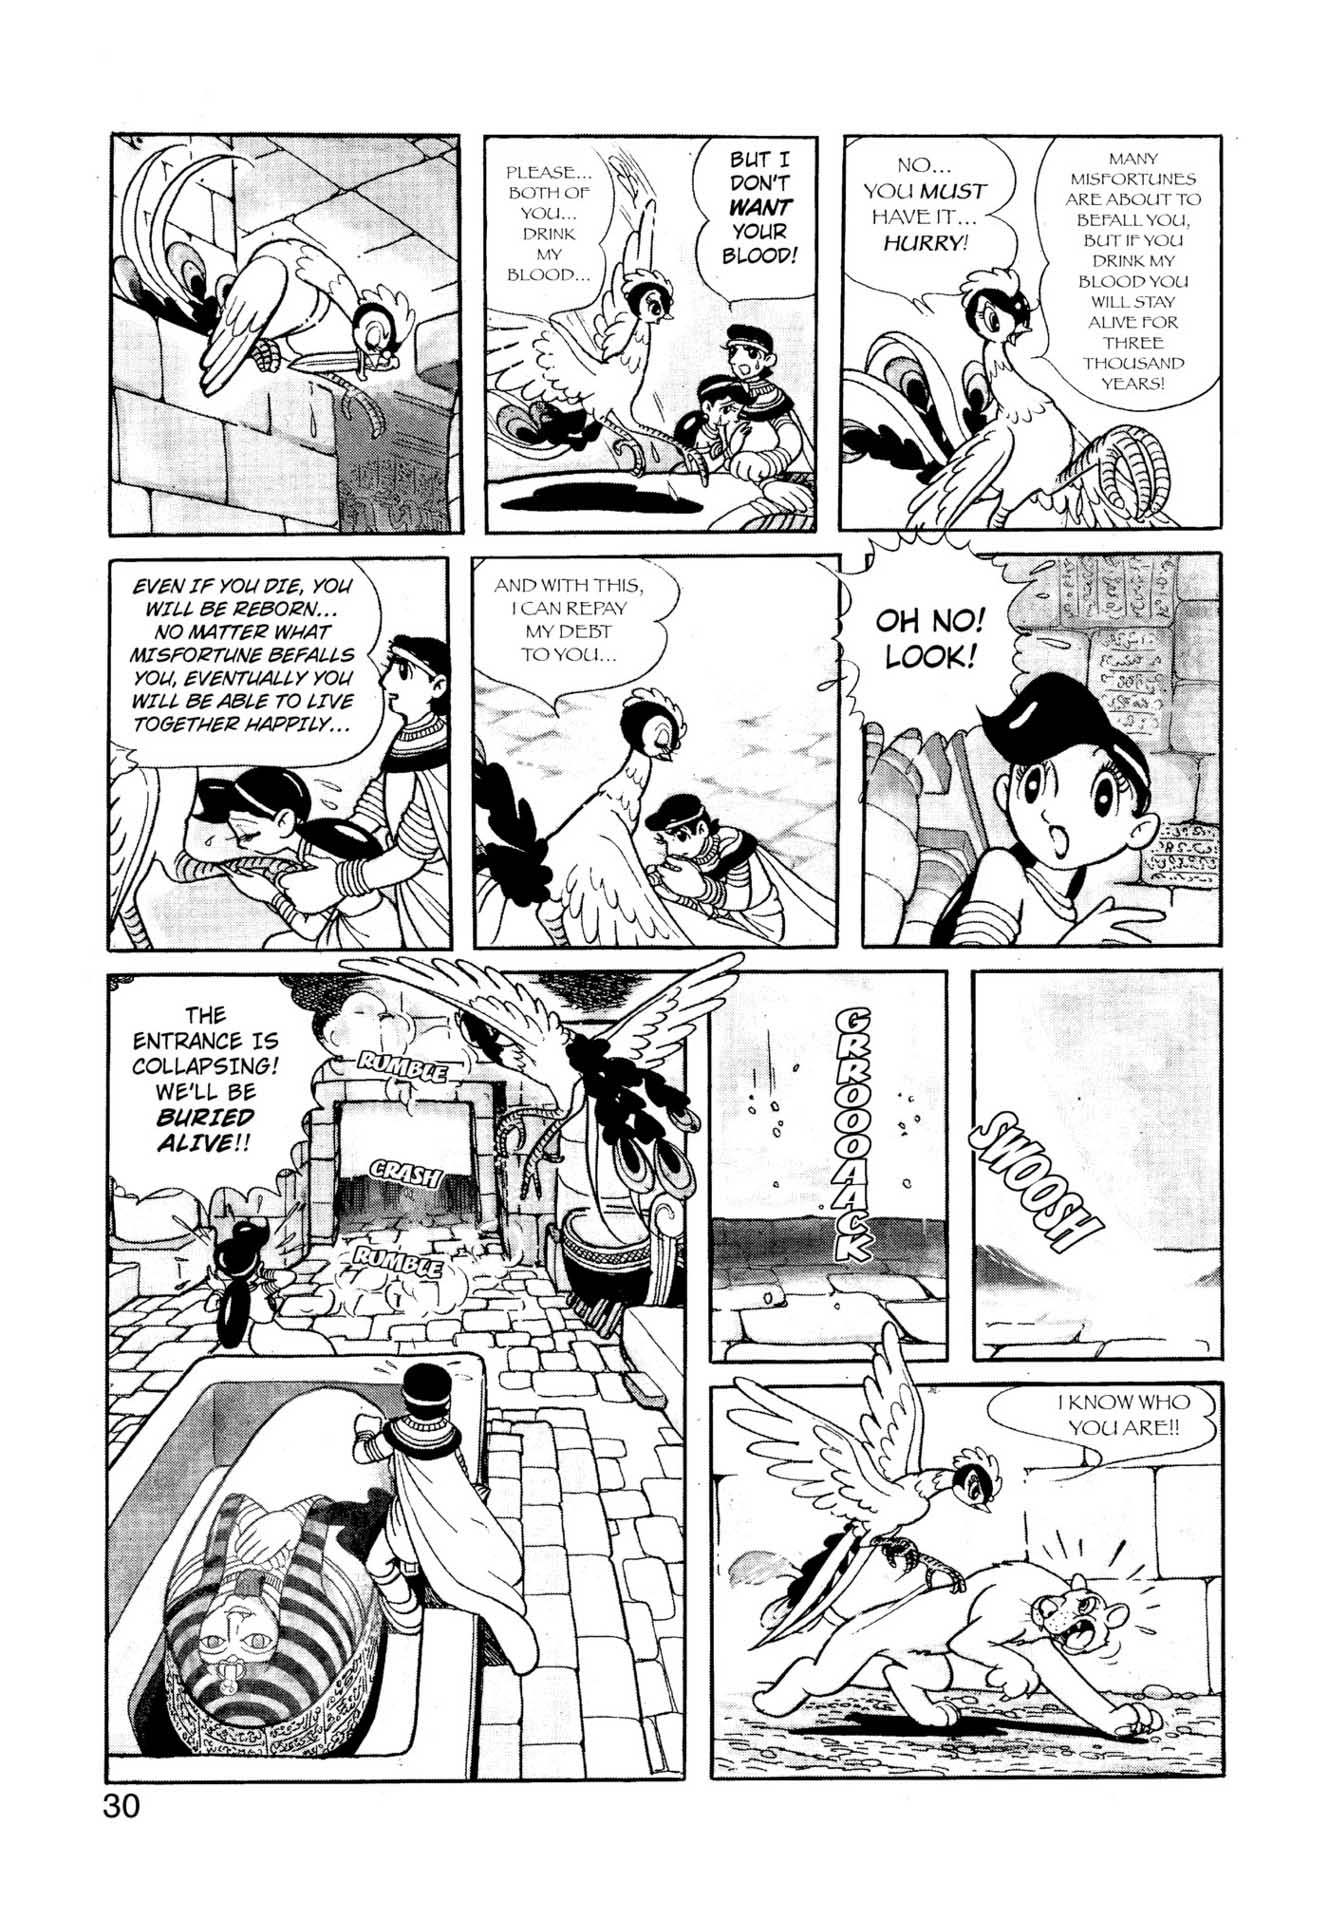 PLEASE...
BOTH OF
YOU...
DRINK
MY
BLOOD...
BUT I
DON'T
WANT
YOUR
BLOOD!
NO...
YOU MUST
HAVE IT...
HURRY!
MANY
MISFORTUNES
ARE ABOUT TO
BEFALL YOU,
BUT IF YOU
DRINK MY
BLOOD YOU
WILL STAY
ALIVE FOR
THREE
THOUSAND
YEARS!
EVEN IF YOU DIE, YOU
WILL BE REBORN...
NO MATTER WHAT
MISFORTUNE BEFALLS
YOU, EVENTUALLY YOU
WILL BE ABLE TO LIVE
TOGETHER HAPPILY...
AND WITH THIS,
I CAN REPAY
MY DEBT
TO YOU...
OH NO!
LOOK!
THE
ENTRANCE IS
COLLAPSING!
WE'LL BE
BURIED
ALIVE!!
RUMBLE
CRASH
RUMBLE
GRROOOAACK
SWOOSH
I KNOW WHO
YOU ARE!!
30